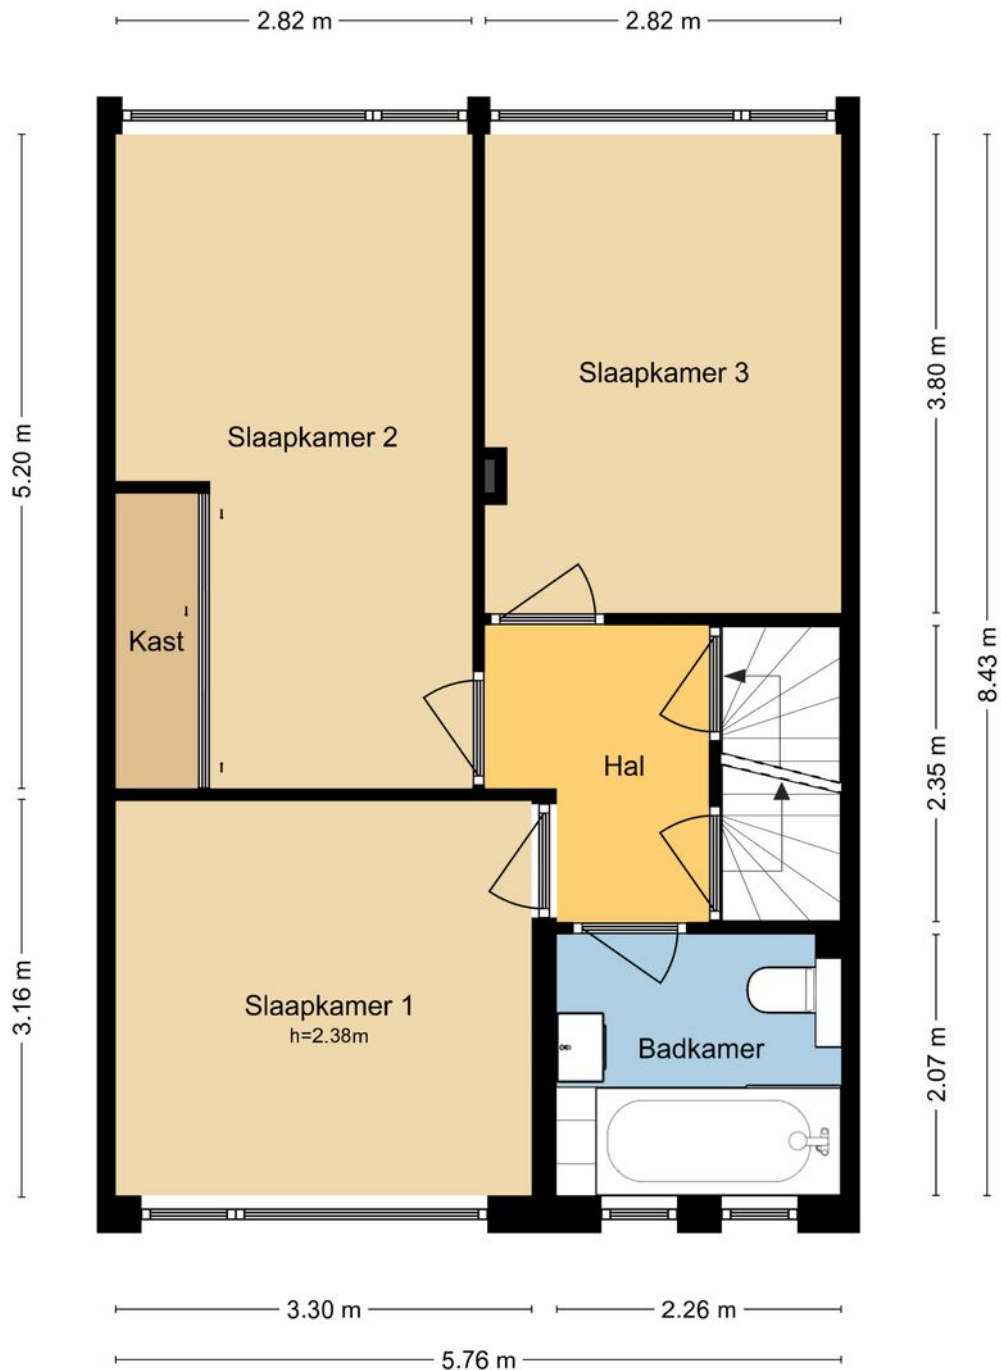 2.82 m
2.82 m
Slaapkamer 3
3.80 m
Slaapkamer 2
5.20 m
Kast
8.43 m
Hal
2.35 m
3.16 m
Slaapkamer 1
h=2.38m
Badkamer
2.07 m
3.30 m
2.26 m
5.76 m